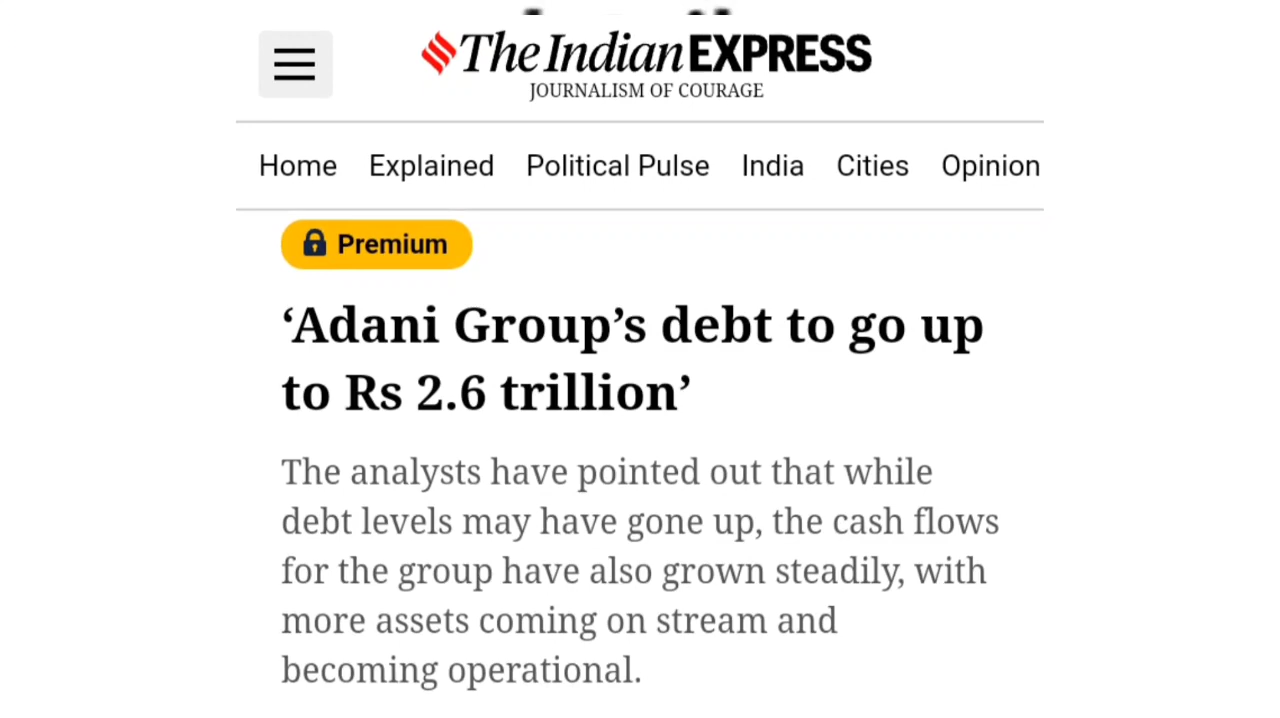 The Indian EXPRESS
JOURNALISM OF COURAGE
Home Explained Political Pulse India Cities Opinion
Premium
‘Adani Group’s debt to go up
to Rs 2.6 trillion’
The analysts have pointed out that while
debt levels may have gone up, the cash flows
for the group have also grown steadily, with
more assets coming on stream and
becoming operational.